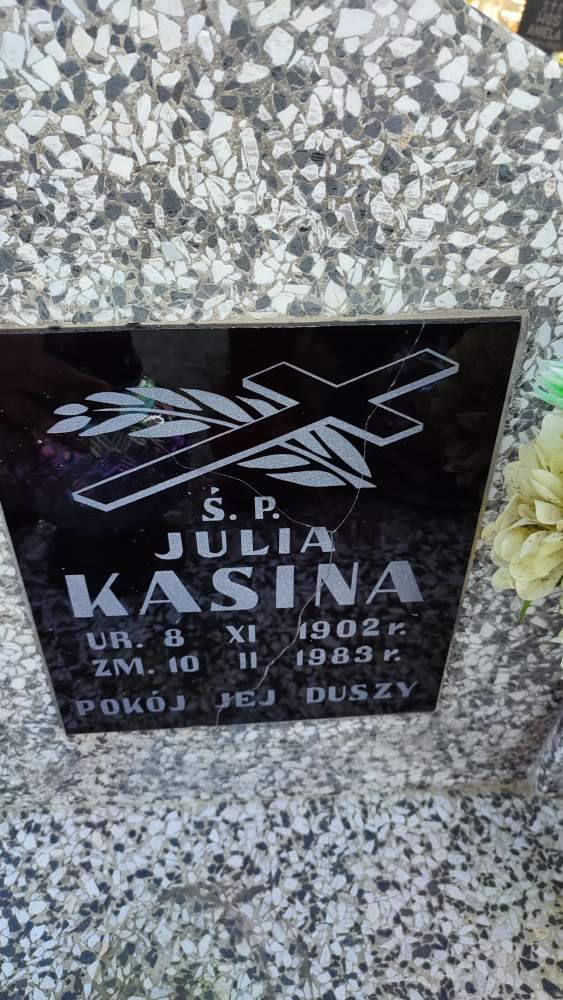 Ś. P.
JULIA
KASINA
UR. 8 XI 1902 r.
ZM. 10 II 1983 r.
POKÓJ JEJ DUSZY